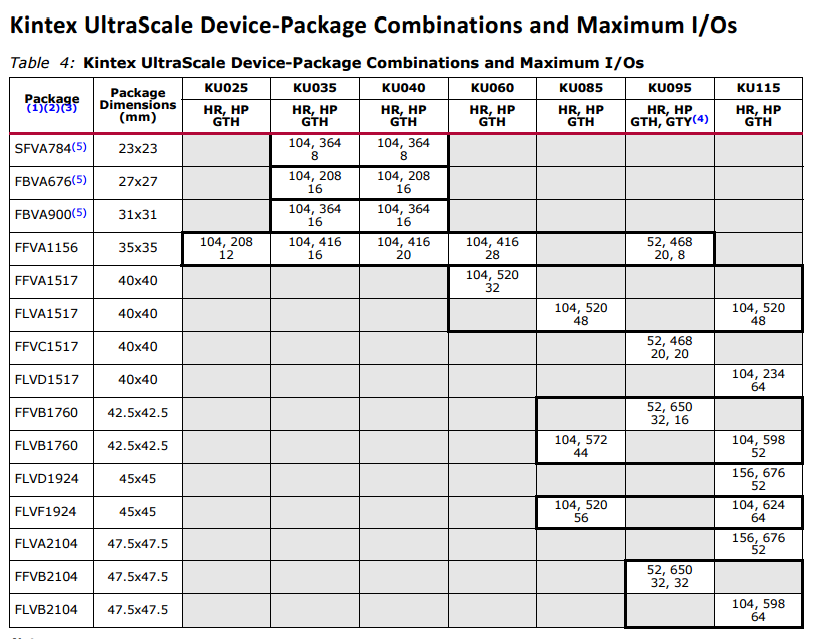 Kintex UltraScale Device-Package Combinations and Maximum I/Os
Table 4: Kintex UltraScale Device-Package Combinations and Maximum I/Os
Package (1)(2)(3) Package Dimensions (mm) KU025 KU035 KU040 KU060 KU085 KU095 KU115
HR, HP GTH HR, HP GTH HR, HP GTH HR, HP GTH HR, HP GTH HR, HP GTH, GTY(4) HR, HP GTH
SFVA784(5) 23x23 104, 364 8 104, 364 8
FBVA676(5) 27x27 104, 208 16 104, 208 16
FBVA900(5) 31x31 104, 364 16 104, 364 16
FFVA1156 35x35 104, 208 12 104, 416 16 104, 416 20 104, 416 28 52, 468 20, 8
FFVA1517 40x40 104, 520 32
FLVA1517 40x40 104, 520 48 104, 520 48
FFVC1517 40x40 52, 468 20, 20
FLVD1517 40x40 104, 234 64
FFVB1760 42.5x42.5 52, 650 32, 16
FLVB1760 42.5x42.5 104, 572 44 104, 598 52
FLVD1924 45x45 156, 676 52
FLVF1924 45x45 104, 520 56 104, 624 64
FLVA2104 47.5x47.5 156, 676 52
FFVB2104 47.5x47.5 52, 650 32, 32
FLVB2104 47.5x47.5 104, 598 64